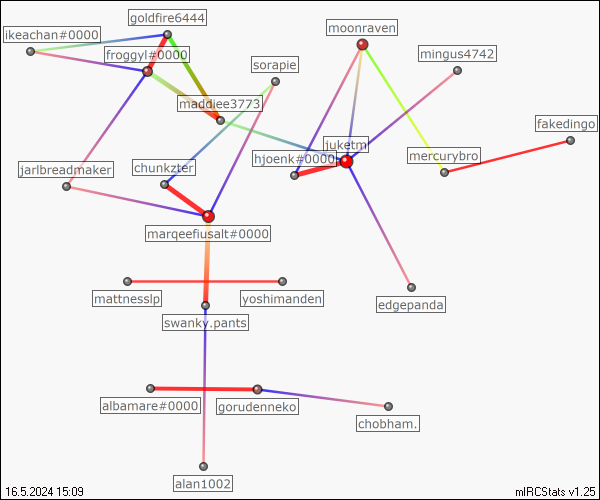 goldfire6444
ikeachan#0000
moonraven
froggyl#0000
mingus4742
sorapie
maddiee3773
fakedingo
juketm
hjoenk#0000
mercurybro
jarlbreadmaker
chunkzter
marqeefiusalt#0000
mattnesslp
yoshimanden
edgepanda
swanky.pants
albamare#0000
gorudenneko
chobham.
alan1002
16.5.2024 15:09
mIRCStats v1.25